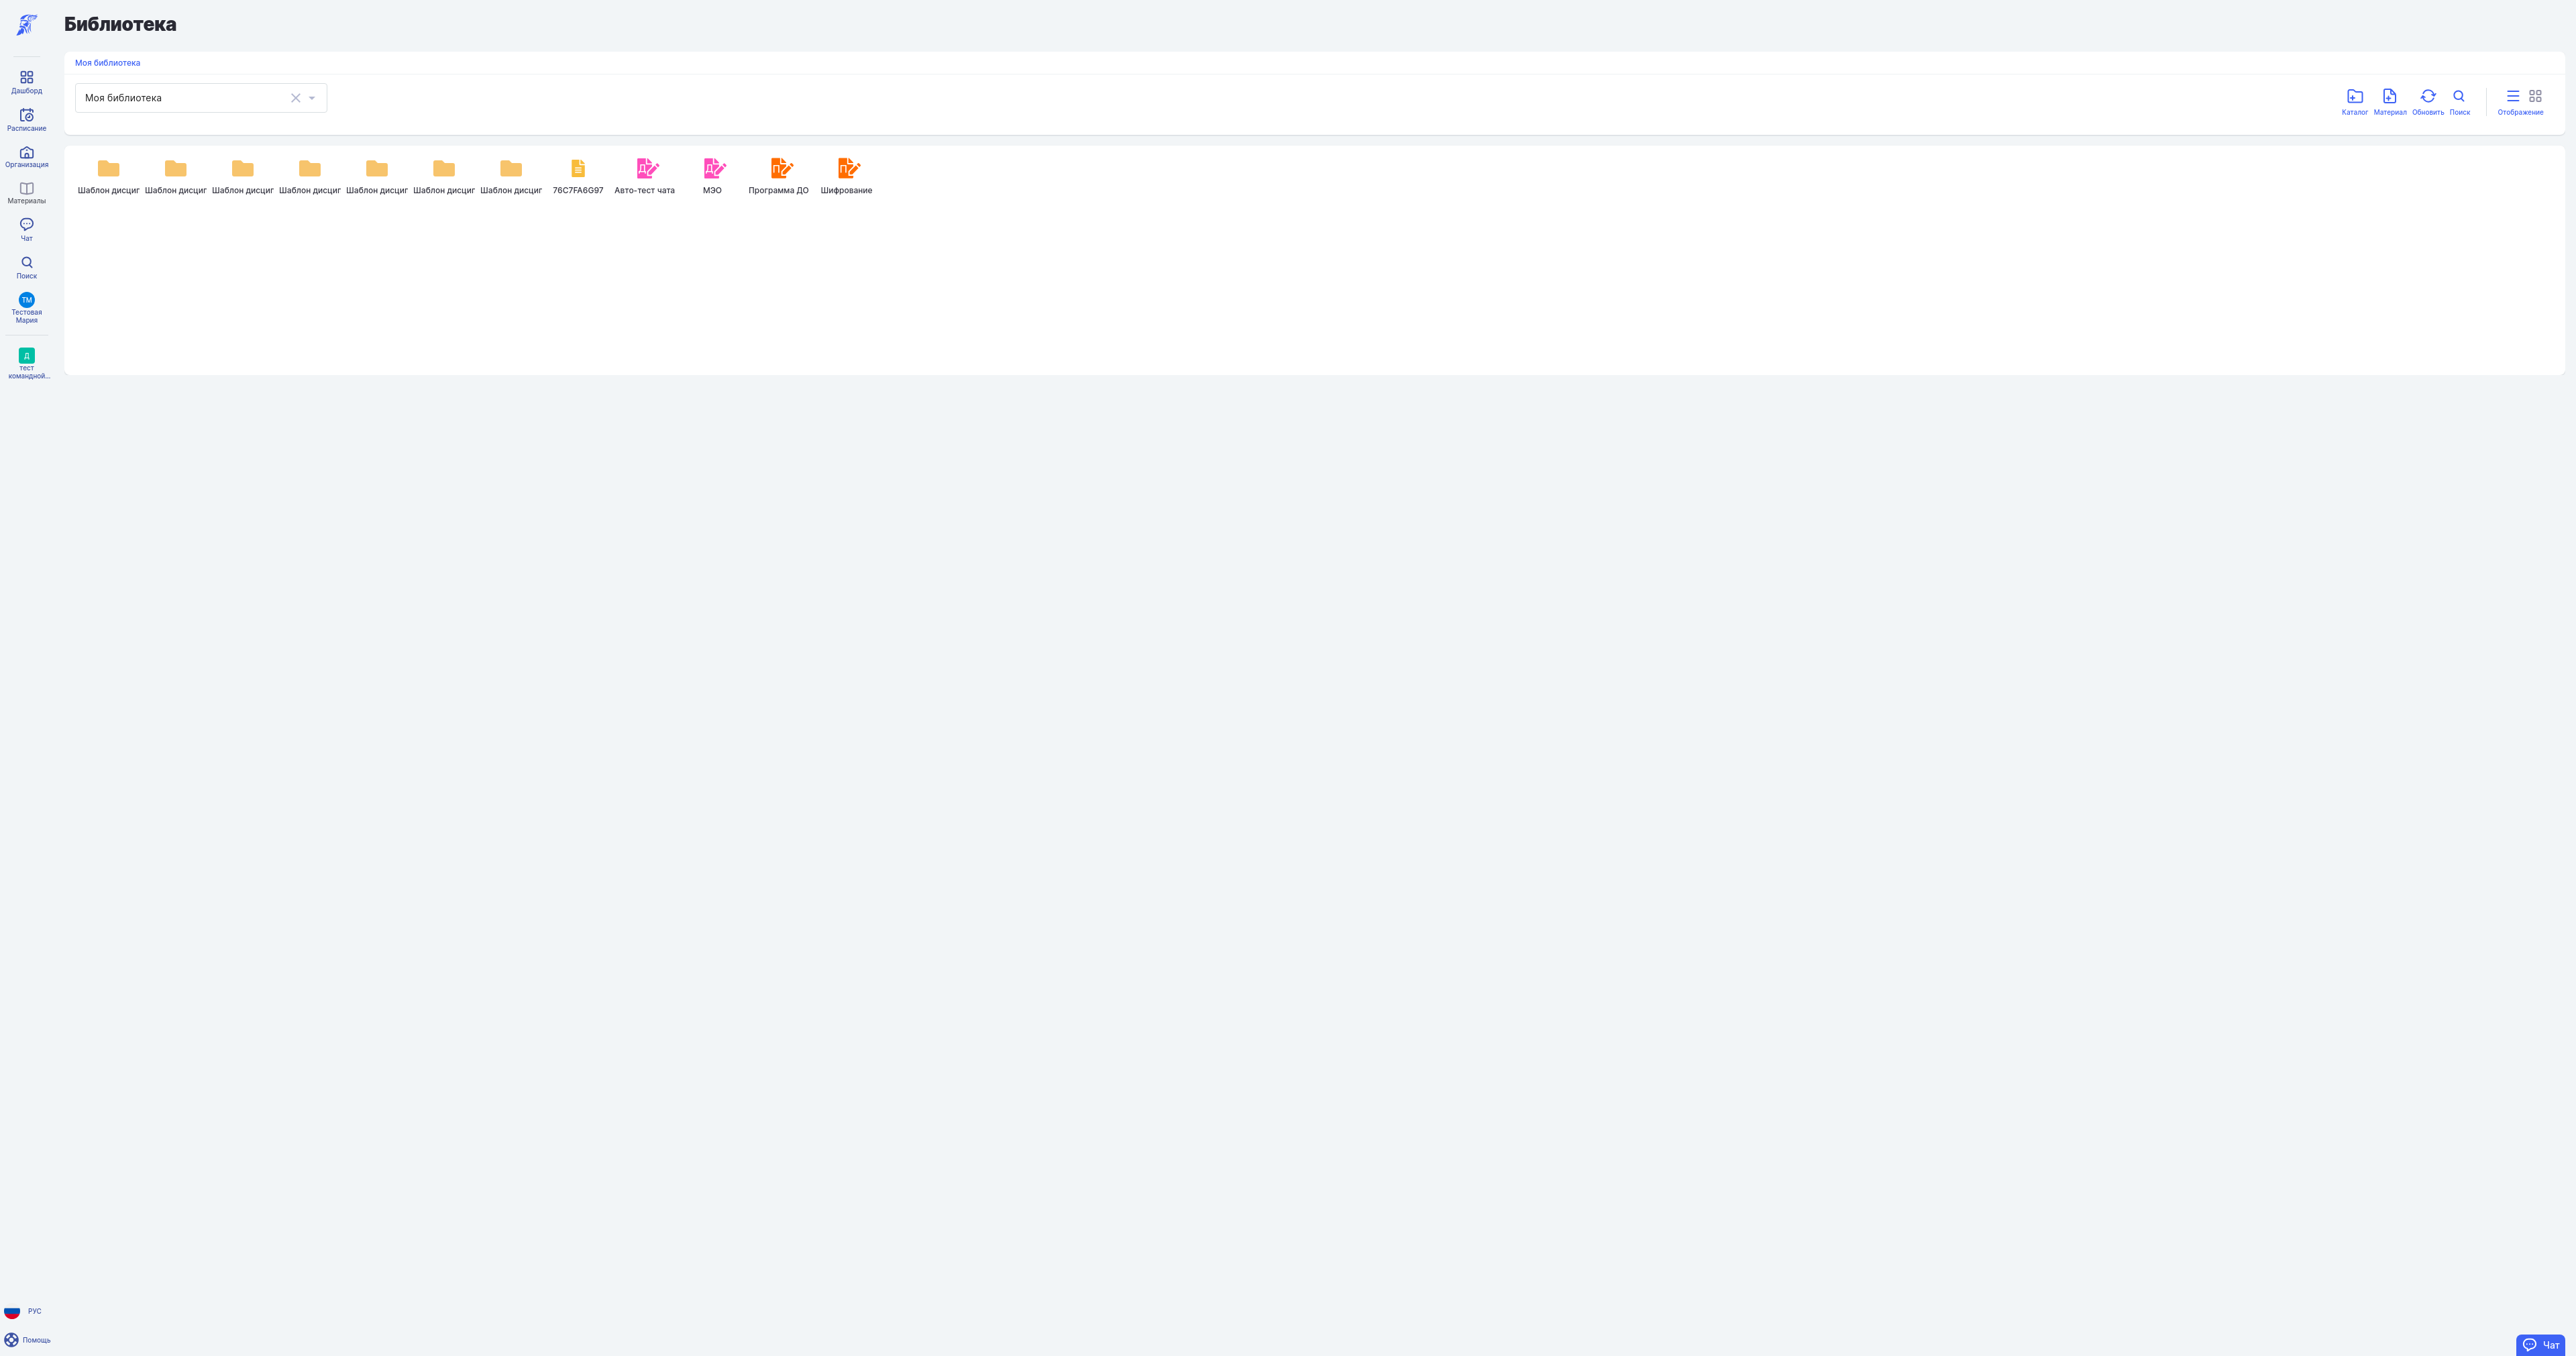 Библиотека
Моя библиотека
Моя библиотека
Каталог
Материал
Обновить
Поиск
Отображение
Дашборд
Расписание
Организация
Материалы
Чат
Поиск
ТМ
Тестовая
Мария
Д
тест
командной...
Шаблон дисциг
Шаблон дисциг
Шаблон дисциг
Шаблон дисциг
Шаблон дисциг
Шаблон дисциг
Шаблон дисциг
76C7FA6G97
Д
Авто-тест чата
Д
МЭО
П
Программа ДО
П
Шифрование
РУС
Помощь
Чат